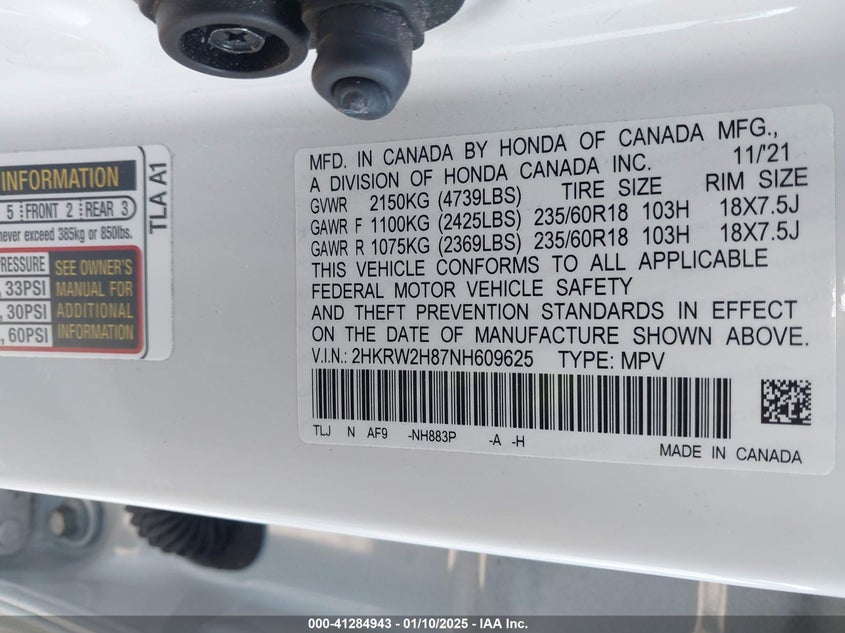 INFORMATION
5 FRONT 2 REAR 3
never exceed 385kg or 850lbs.
PRESSURE
, 33PSI
, 30PSI
, 60PSI
SEE OWNER'S
MANUAL FOR
ADDITIONAL
INFORMATION
TLA A1
MFD. IN CANADA BY HONDA OF CANADA MFG.,
A DIVISION OF HONDA CANADA INC. 11/'21
GVWR 2150KG (4739LBS) TIRE SIZE RIM SIZE
GAWR F 1100KG (2425LBS) 235/60R18 103H 18X7.5J
GAWR R 1075KG (2369LBS) 235/60R18 103H 18X7.5J
THIS VEHICLE CONFORMS TO ALL APPLICABLE
FEDERAL MOTOR VEHICLE SAFETY
AND THEFT PREVENTION STANDARDS IN EFFECT
ON THE DATE OF MANUFACTURE SHOWN ABOVE.
V.I.N.: 2HKRW2H87NH609625 TYPE: MPV
TLJ N AF9 -NH883P -A -H
MADE IN CANADA
000-41284943 - 01/10/2025 - IAA Inc.